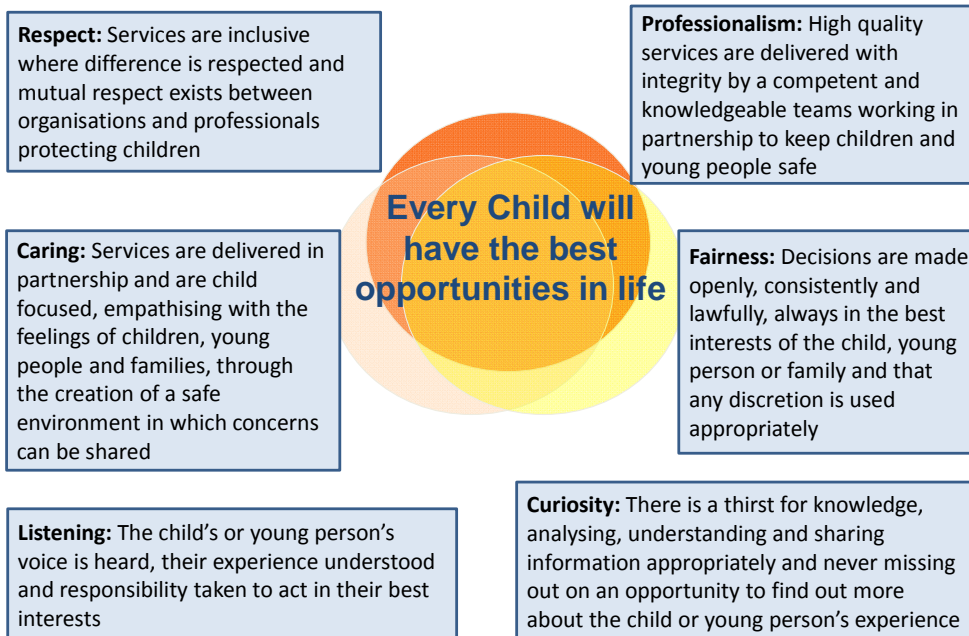 Respect: Services are inclusive
where difference is respected and
mutual respect exists between
organisations and professionals
protecting children
Professionalism: High quality
services are delivered with
integrity by a competent and
knowledgeable teams working in
partnership to keep children and
young people safe
Every Child will
have the best
opportunities in life
Caring: Services are delivered in
partnership and are child
focused, empathising with the
feelings of children, young
people and families, through
the creation of a safe
environment in which concerns
can be shared
Fairness: Decisions are made
openly, consistently and
lawfully, always in the best
interests of the child, young
person or family and that
any discretion is used
appropriately
Listening: The child’s or young person’s
voice is heard, their experience understood
and responsibility taken to act in their best
interests
Curiosity: There is a thirst for knowledge,
analysing, understanding and sharing
information appropriately and never missing
out on an opportunity to find out more
about the child or young person’s experience